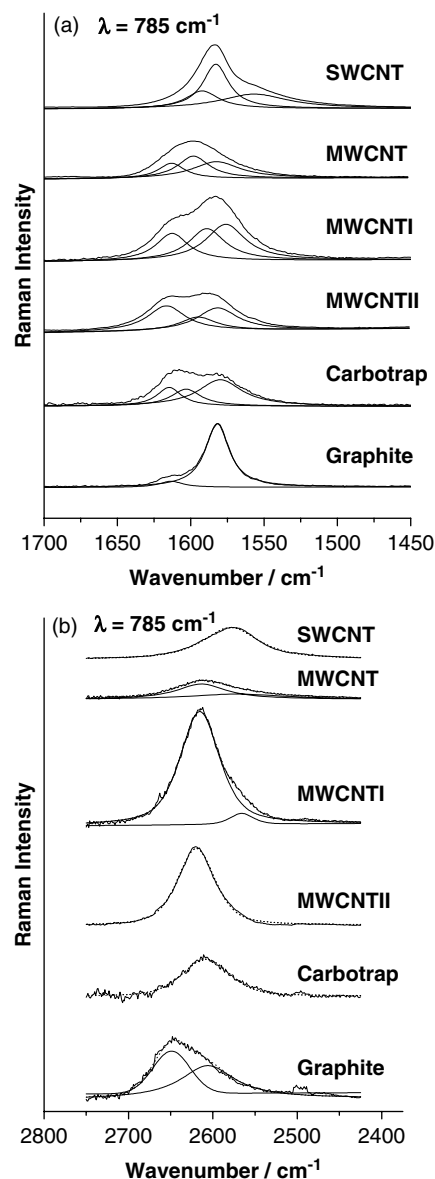 (a) λ = 785 cm⁻¹
SWCNT
MWCNT
MWCNTI
MWCNTII
Carbotrap
Graphite
Raman Intensity
1700 1650 1600 1550 1500 1450
Wavenumber / cm⁻¹
(b) λ = 785 cm⁻¹
SWCNT
MWCNT
MWCNTI
MWCNTII
Carbotrap
Graphite
Raman Intensity
2800 2700 2600 2500 2400
Wavenumber / cm⁻¹